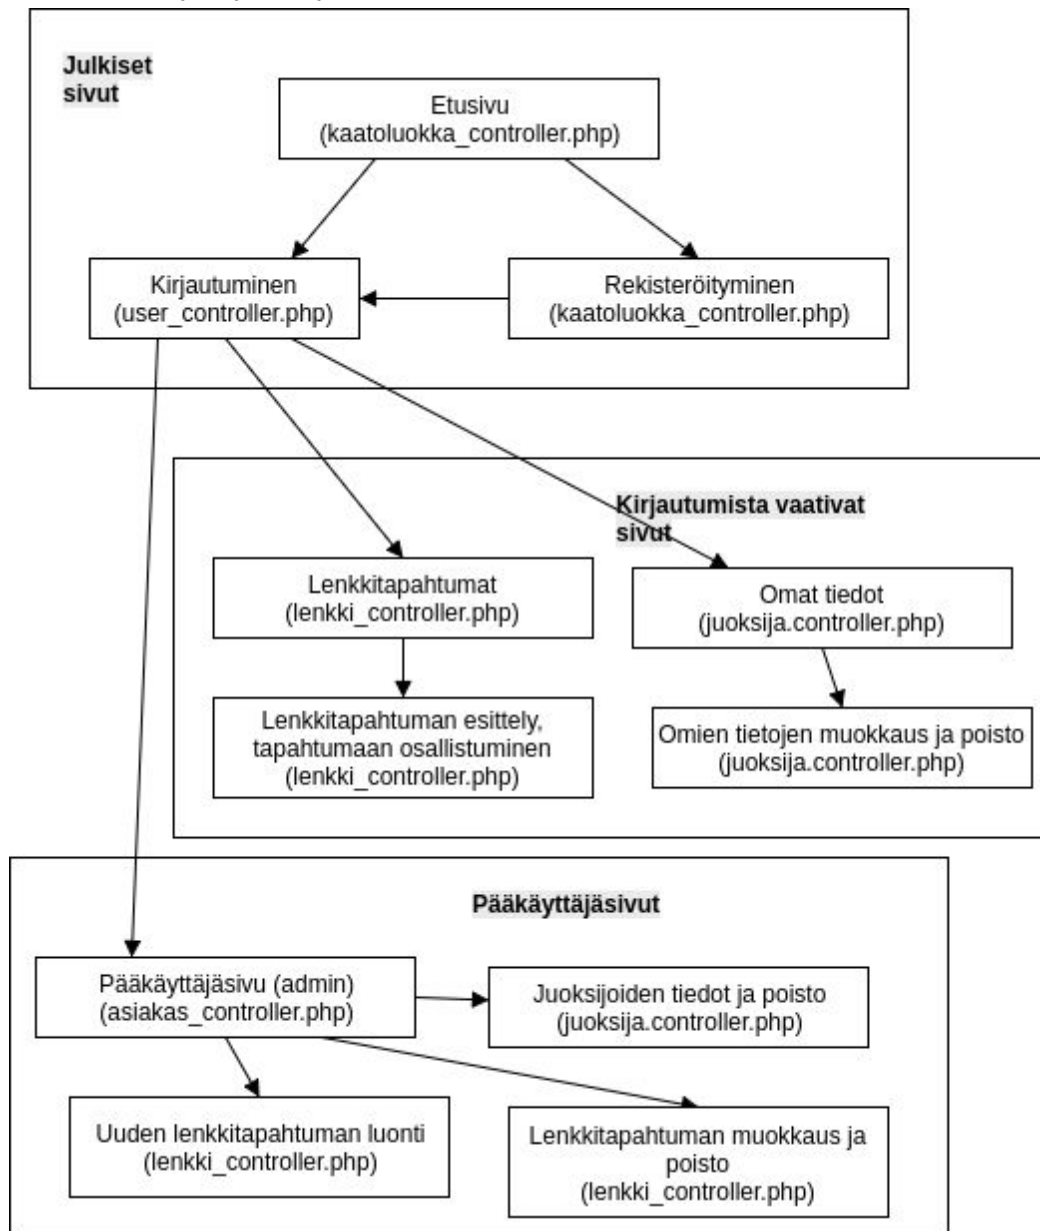 Julkiset
sivut
Etusivu
(kaatoluokka_controller.php)
Kirjautuminen
(user_controller.php)
Rekisteröityminen
(kaatoluokka_controller.php)
Kirjautumista vaativat
sivut
Lenkkitapahtumat
(lenkki_controller.php)
Omat tiedot
(juoksija.controller.php)
Lenkkitapahtuman esittely,
tapahtumaan osallistuminen
(lenkki_controller.php)
Omien tietojen muokkaus ja poisto
(juoksija.controller.php)
Pääkäyttäjäsivut
Pääkäyttäjäsivu (admin)
(asiakas_controller.php)
Juoksijoiden tiedot ja poisto
(juoksija.controller.php)
Uuden lenkkitapahtuman luonti
(lenkki_controller.php)
Lenkkitapahtuman muokkaus ja
poisto
(lenkki_controller.php)